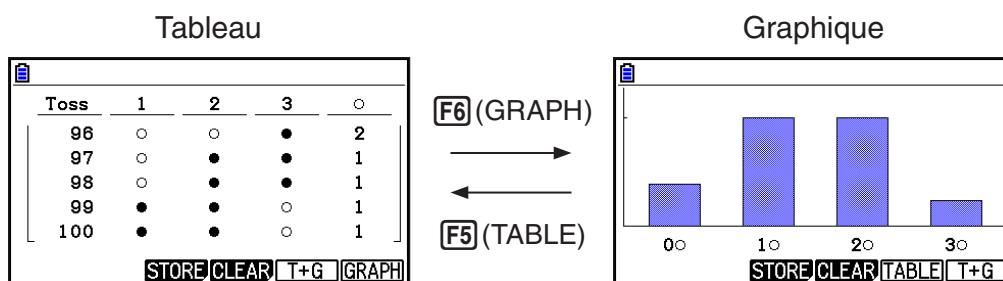 Tableau
Graphique
Toss 1 2 3 ○
96 ○ ○ ● 2
97 ○ ● ● 1
98 ○ ● ● 1
99 ● ● ○ 1
100 ● ● ○ 1
STORE CLEAR T+G GRAPH
F6 (GRAPH)
F5 (TABLE)
0○ 1○ 2○ 3○
STORE CLEAR TABLE T+G